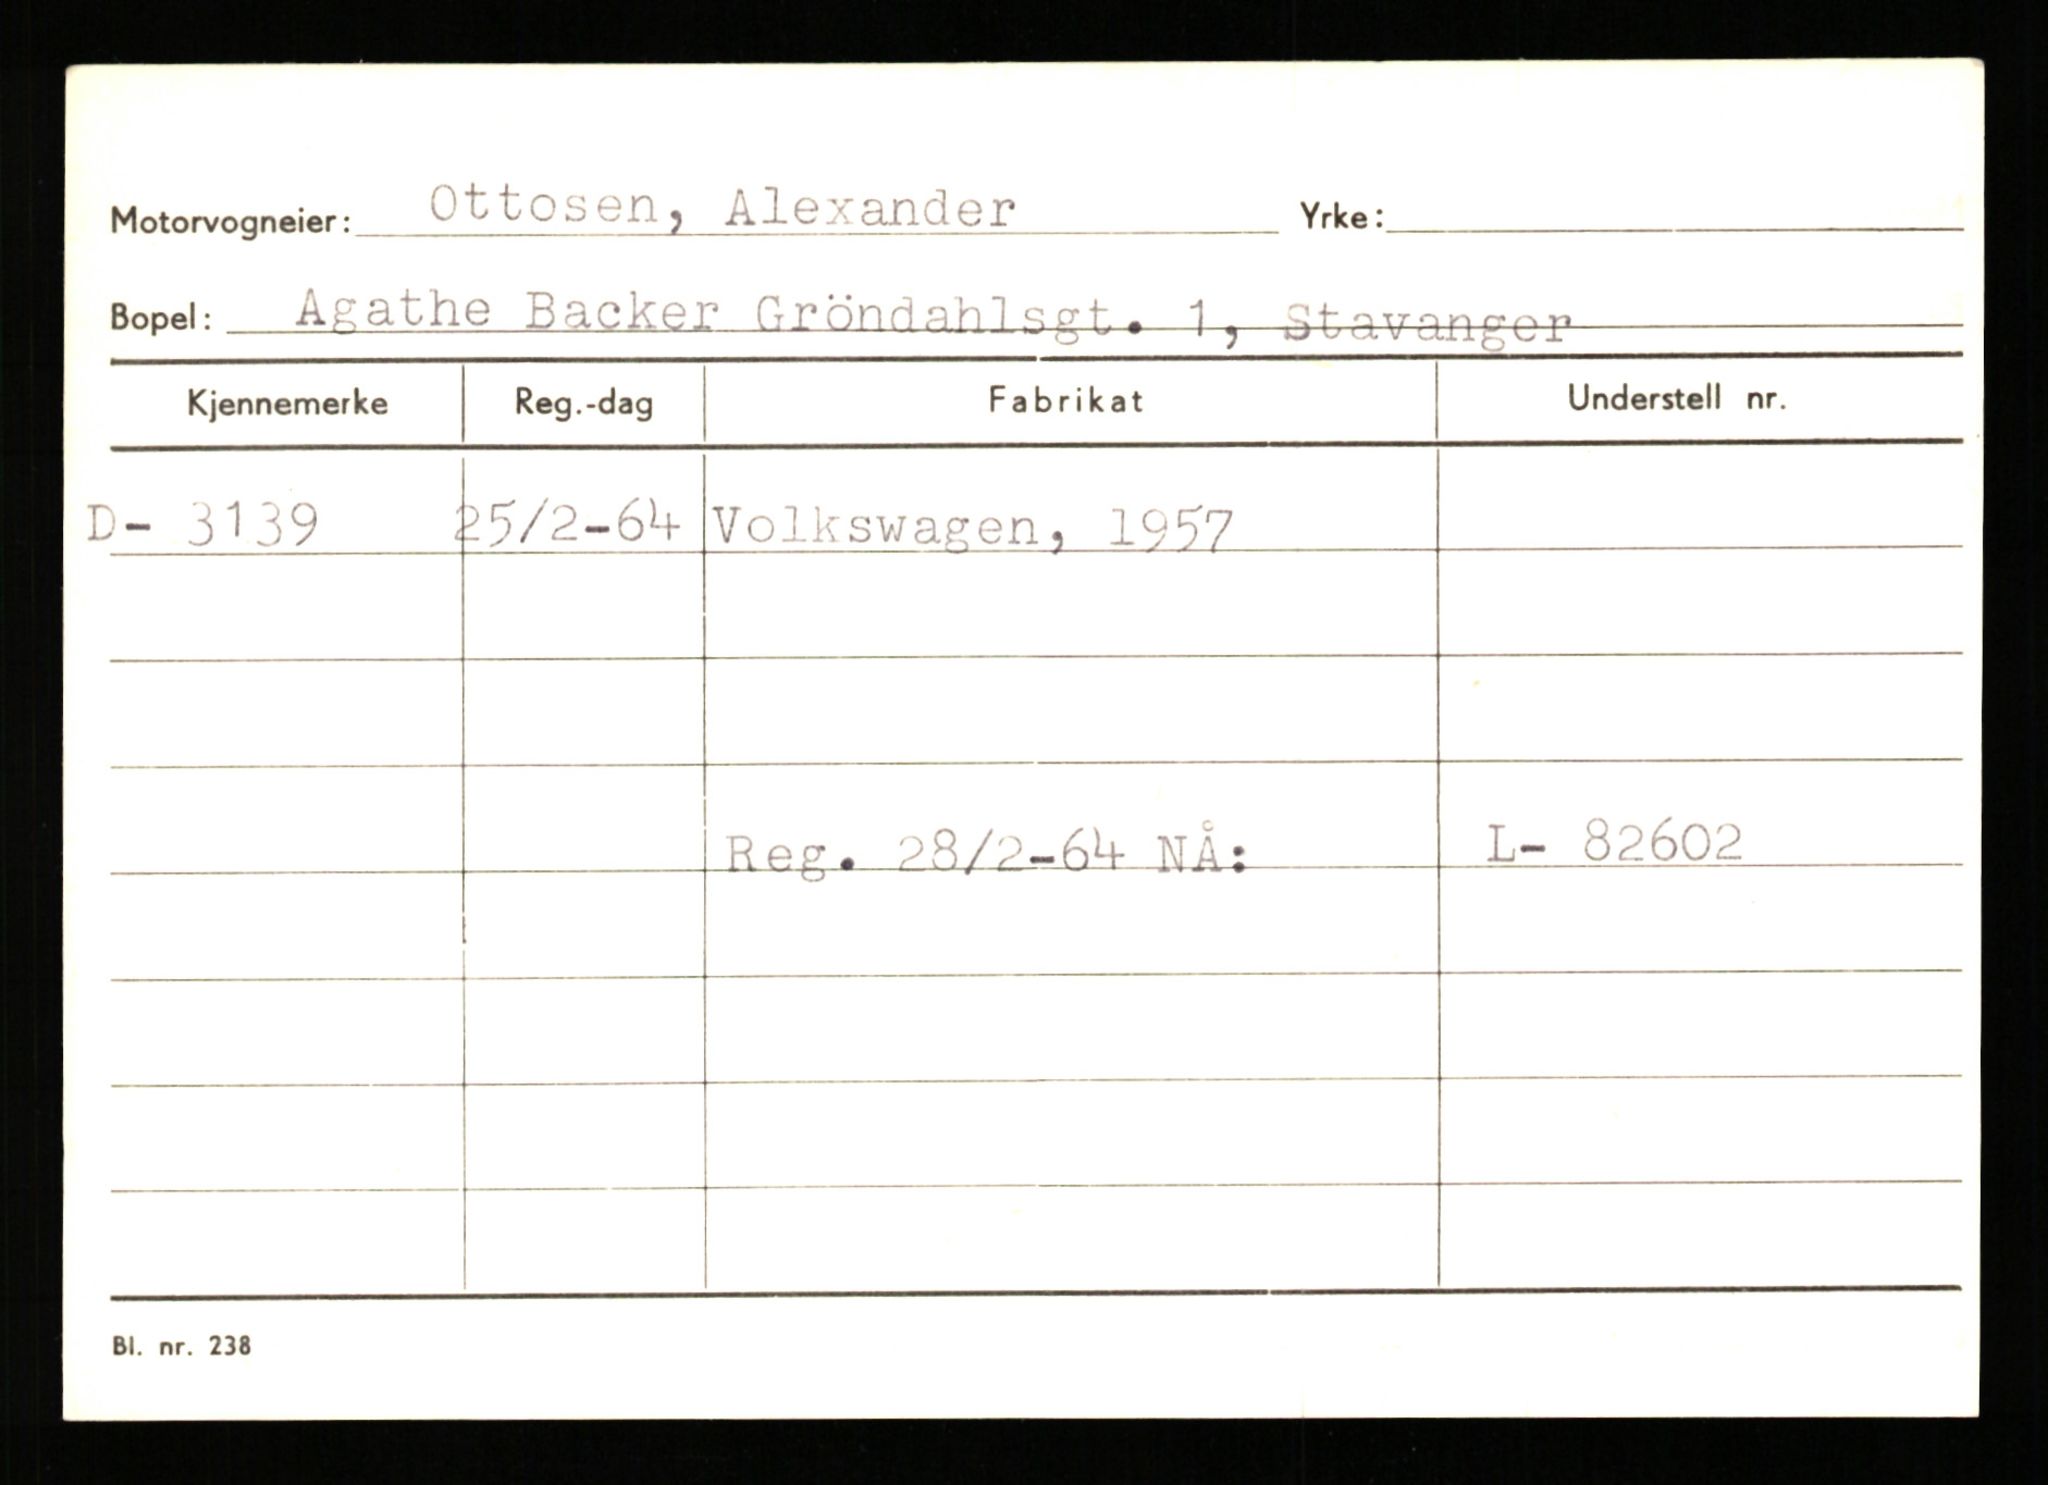 Motorvogneier: Ottosen, Alexander Yrke:
Bopel: Agathe Backer Gröndahlsgt. 1, Stavanger
Kjennemerke Reg.-dag Fabrikat Understell nr.
D- 3139 25/2-64 Volkswagen, 1957
Reg. 28/2-64 NÅ: L- 82602
Bl. nr. 238